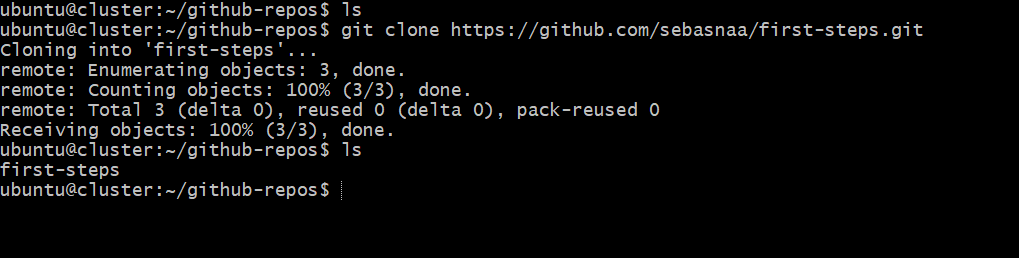 ubuntu@cluster:~/github-repos$ ls
ubuntu@cluster:~/github-repos$ git clone https://github.com/sebasnaa/first-steps.git
Cloning into 'first-steps'...
remote: Enumerating objects: 3, done.
remote: Counting objects: 100% (3/3), done.
remote: Total 3 (delta 0), reused 0 (delta 0), pack-reused 0
Receiving objects: 100% (3/3), done.
ubuntu@cluster:~/github-repos$ ls
first-steps
ubuntu@cluster:~/github-repos$